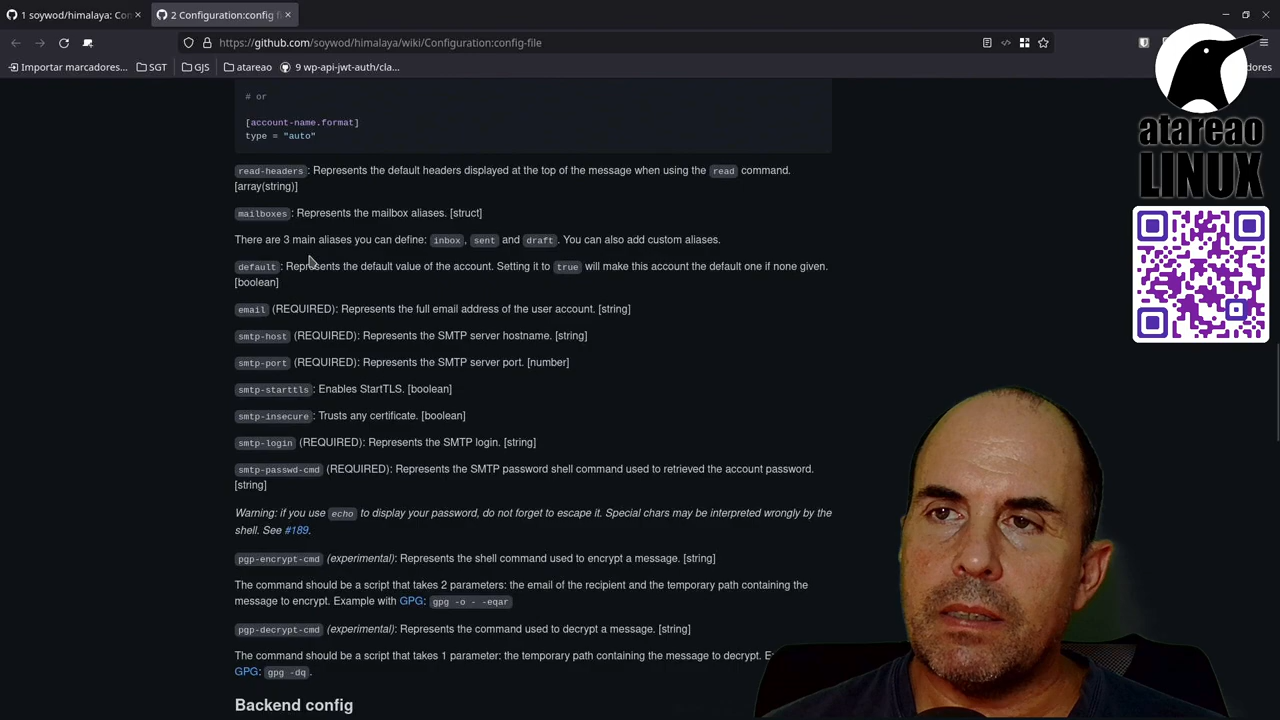 1 soywod/himalaya: Con
2 Configuration:config f
https://github.com/soywod/himalaya/wiki/Configuration:config-file
Importar marcadores...
SGT
GJS
atareao
9 wp-api-jwt-auth/cla...
dores
# or
[account-name.format]
type = "auto"
read-headers: Represents the default headers displayed at the top of the message when using the read command.
[array(string)]
mailboxes: Represents the mailbox aliases. [struct]
There are 3 main aliases you can define: inbox, sent and draft. You can also add custom aliases.
default: Represents the default value of the account. Setting it to true will make this account the default one if none given.
[boolean]
email (REQUIRED): Represents the full email address of the user account. [string]
smtp-host (REQUIRED): Represents the SMTP server hostname. [string]
smtp-port (REQUIRED): Represents the SMTP server port. [number]
smtp-starttls: Enables StartTLS. [boolean]
smtp-insecure: Trusts any certificate. [boolean]
smtp-login (REQUIRED): Represents the SMTP login. [string]
smtp-passwd-cmd (REQUIRED): Represents the SMTP password shell command used to retrieved the account password.
[string]
Warning: if you use echo to display your password, do not forget to escape it. Special chars may be interpreted wrongly by the
shell. See #189.
pgp-encrypt-cmd (experimental): Represents the shell command used to encrypt a message. [string]
The command should be a script that takes 2 parameters: the email of the recipient and the temporary path containing the
message to encrypt. Example with GPG: gpg -o - -eqar
pgp-decrypt-cmd (experimental): Represents the command used to decrypt a message. [string]
The command should be a script that takes 1 parameter: the temporary path containing the message to decrypt. E
GPG: gpg -dq.
Backend config
atareao
LINUX